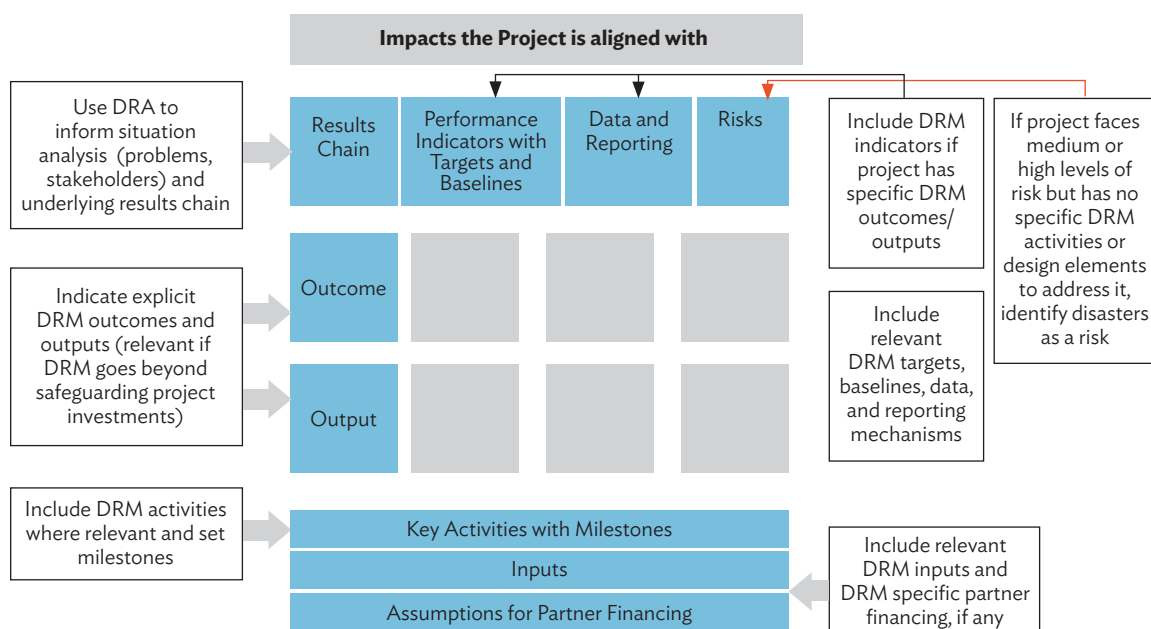 Impacts the Project is aligned with
Use DRA to
inform situation
analysis (problems,
stakeholders) and
underlying results chain
Results
Chain
Performance
Indicators with
Targets and
Baselines
Data and
Reporting
Risks
Include DRM
indicators if
project has
specific DRM
outcomes/
outputs
If project faces
medium or
high levels of
risk but has no
specific DRM
activities or
design elements
to address it,
identify disasters
as a risk
Indicate explicit
DRM outcomes and
outputs (relevant if
DRM goes beyond
safeguarding project
investments)
Outcome
Output
Include
relevant
DRM targets,
baselines, data,
and reporting
mechanisms
Include DRM activities
where relevant and set
milestones
Key Activities with Milestones
Inputs
Assumptions for Partner Financing
Include relevant
DRM inputs and
DRM specific partner
financing, if any